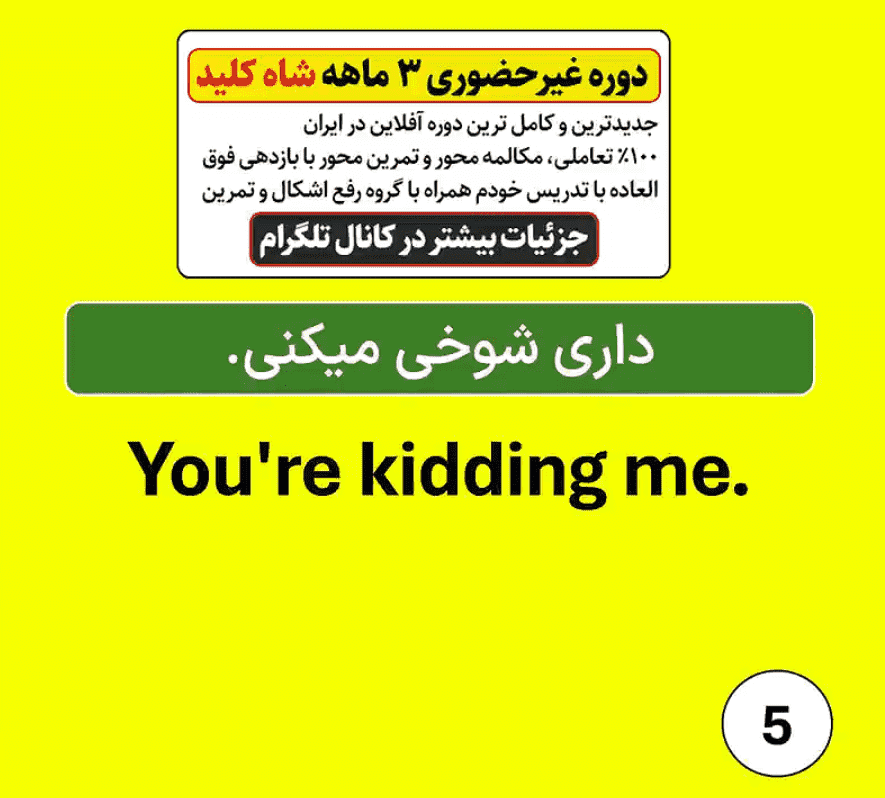 دوره غیرحضوری ۳ ماهه شاه کلید
جدیدترین و کامل ترین دوره آفلاین در ایران
۱۰۰٪ تعاملی، مکالمه محور و تمرین محور با بازدهی فوق
العاده با تدریس خودم همراه با گروه رفع اشکال و تمرین
جزئیات بیشتر در کانال تلگرام
داری شوخی میکنی.
You're kidding me.
5